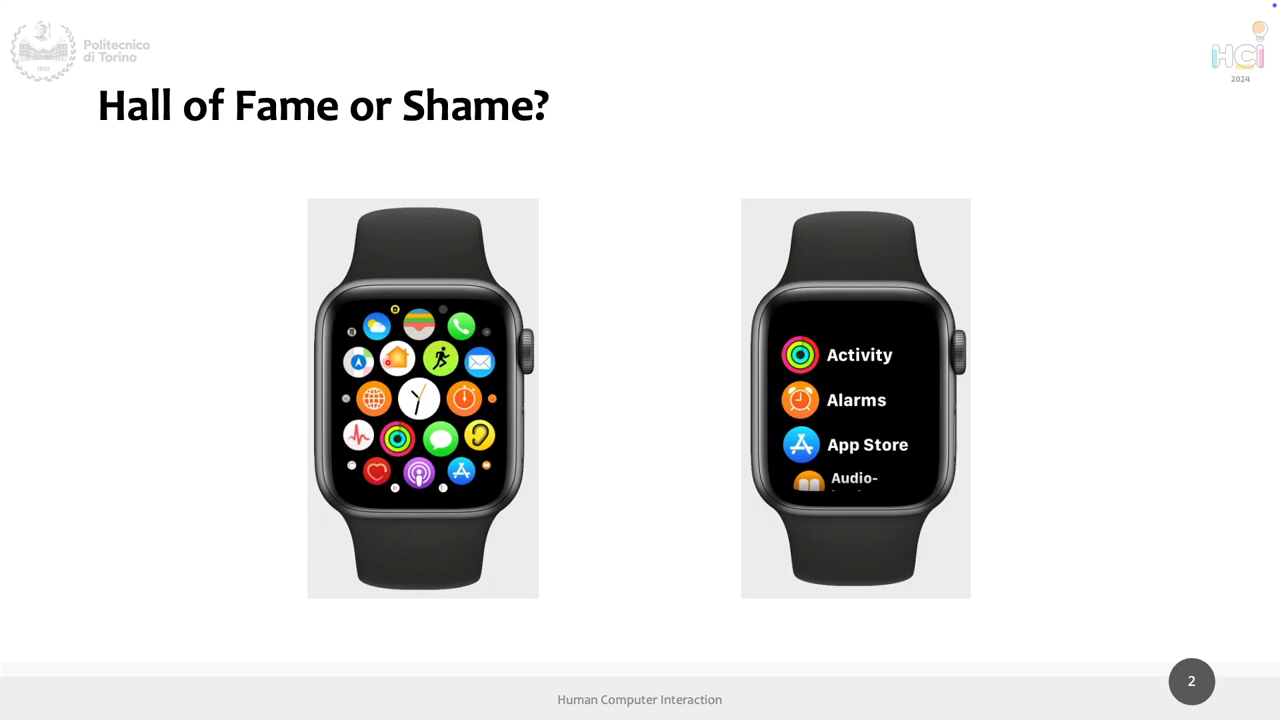 Politecnico
di Torino
1859
HCI
2024
Hall of Fame or Shame?
Activity
Alarms
App Store
Audio-
Human Computer Interaction
2